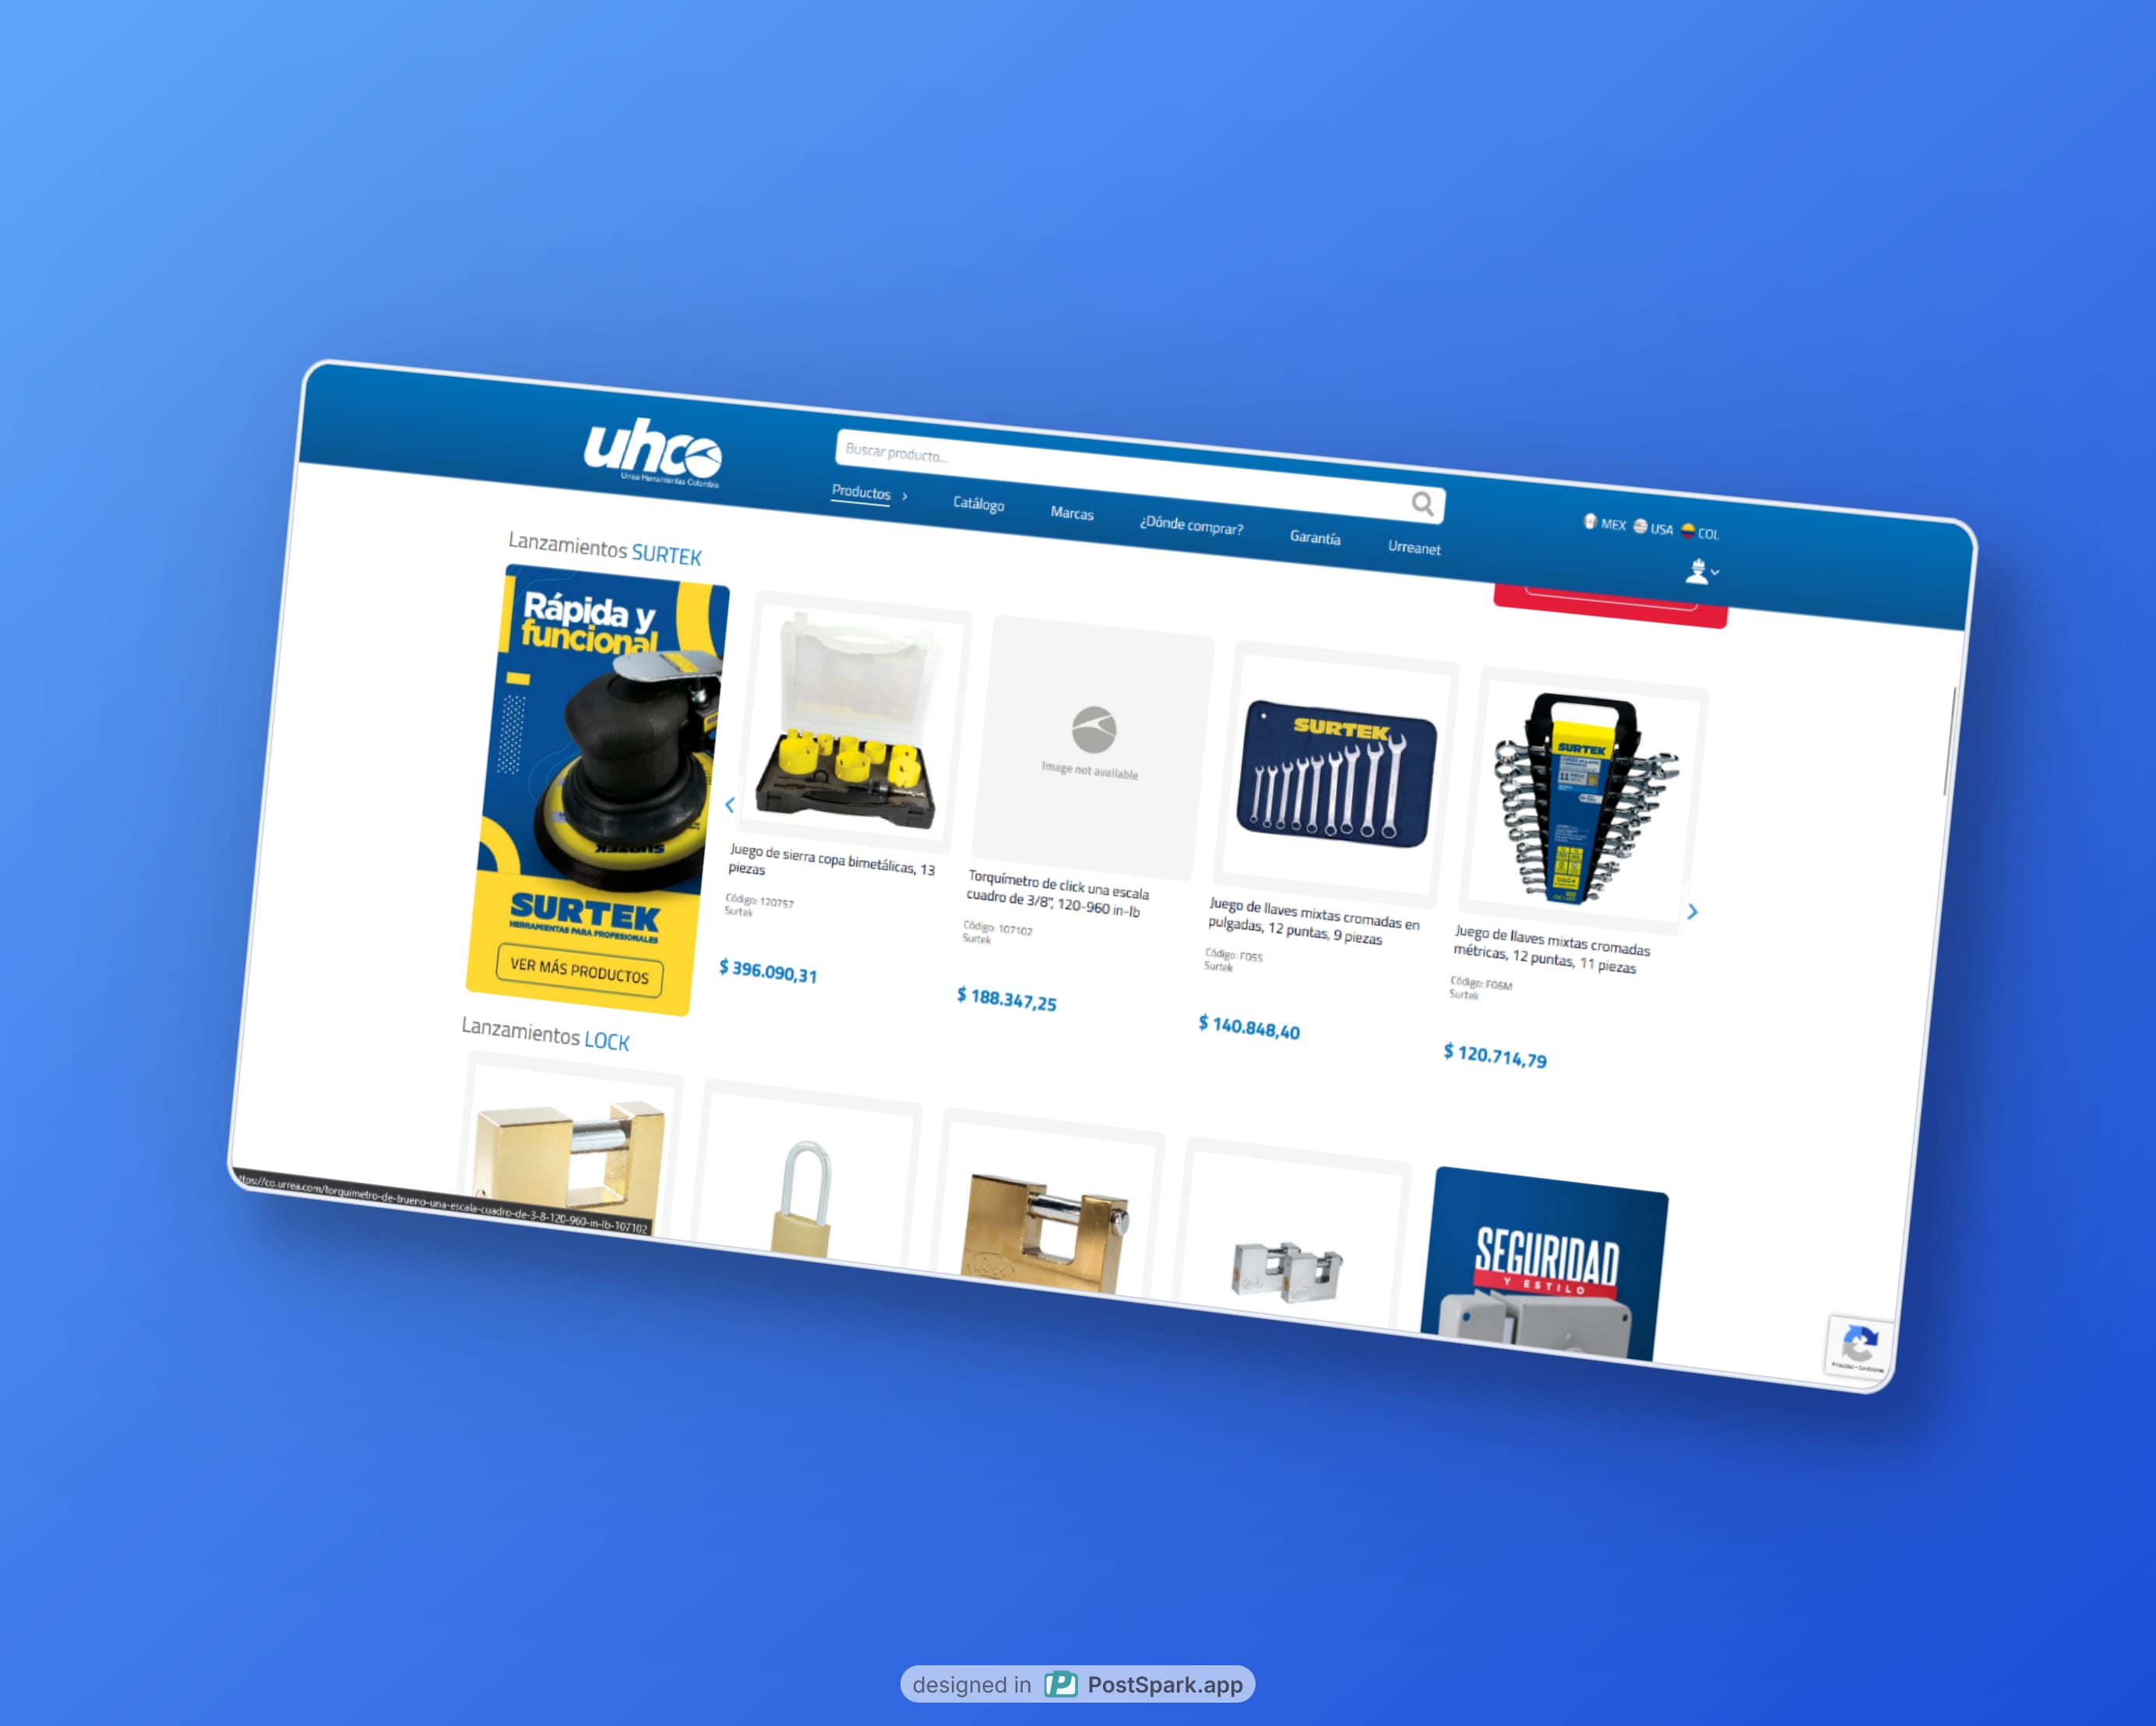 uhco
Urrea Herramientas Colombia
Buscar producto...
Productos
Catálogo
Marcas
¿Dónde comprar?
Garantía
Urreanet
MEX
USA
COL
Lanzamientos SURTEK
Rápida y
funcional
SURTEK
SURTEK
HERRAMIENTAS PARA PROFESIONALES
VER MÁS PRODUCTOS
Juego de sierra copa bimetálicas, 13
piezas
Código: 120757
Surtek
$ 396.090,31
Image not available
Torquímetro de click una escala
cuadro de 3/8", 120-960 in-lb
Código: 107102
Surtek
$ 188.347,25
SURTEK
Juego de llaves mixtas cromadas en
pulgadas, 12 puntas, 9 piezas
Código: F05S
Surtek
$ 140.848,40
SURTEK
Juego de llaves mixtas cromadas
métricas, 12 puntas, 11 piezas
Código: F06M
Surtek
$ 120.714,79
Lanzamientos LOCK
SEGURIDAD
Y ESTILO
ttps://co.urrea.com/torquimetro-de-trueno-una-escala-cuadro-de-3-8-120-960-in-lb-107102
designed in PostSpark.app